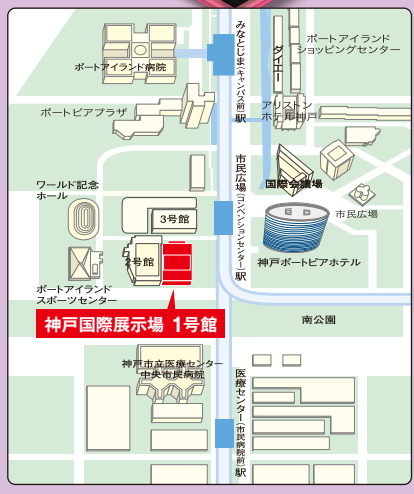 みなとじま(キャンパス前)駅
ポートアイランド病院
ダイエー
ポートアイランド
ショッピングセンター
ポートピアプラザ
アリストン
ホテル神戸
市民広場(コンベンションセンター)駅
国際会議場
ワールド記念
ホール
3号館
市民広場
2号館
神戸ポートピアホテル
ポートアイランド
スポーツセンター
神戸国際展示場 1号館
南公園
神戸市立医療センター
中央市民病院
医療センター(市民病院前)駅